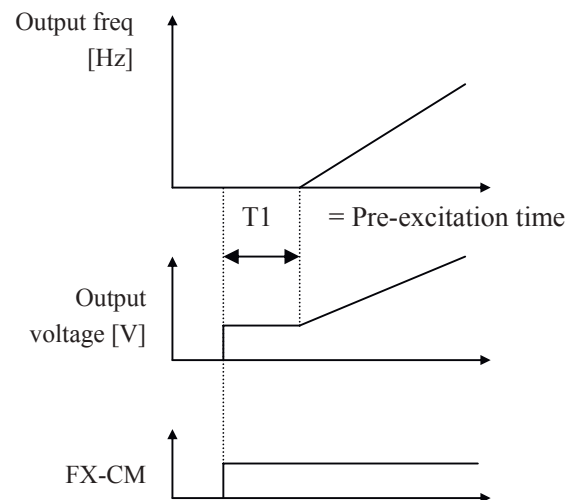 Output freq
[Hz]
T1 = Pre-excitation time
Output
voltage [V]
FX-CM